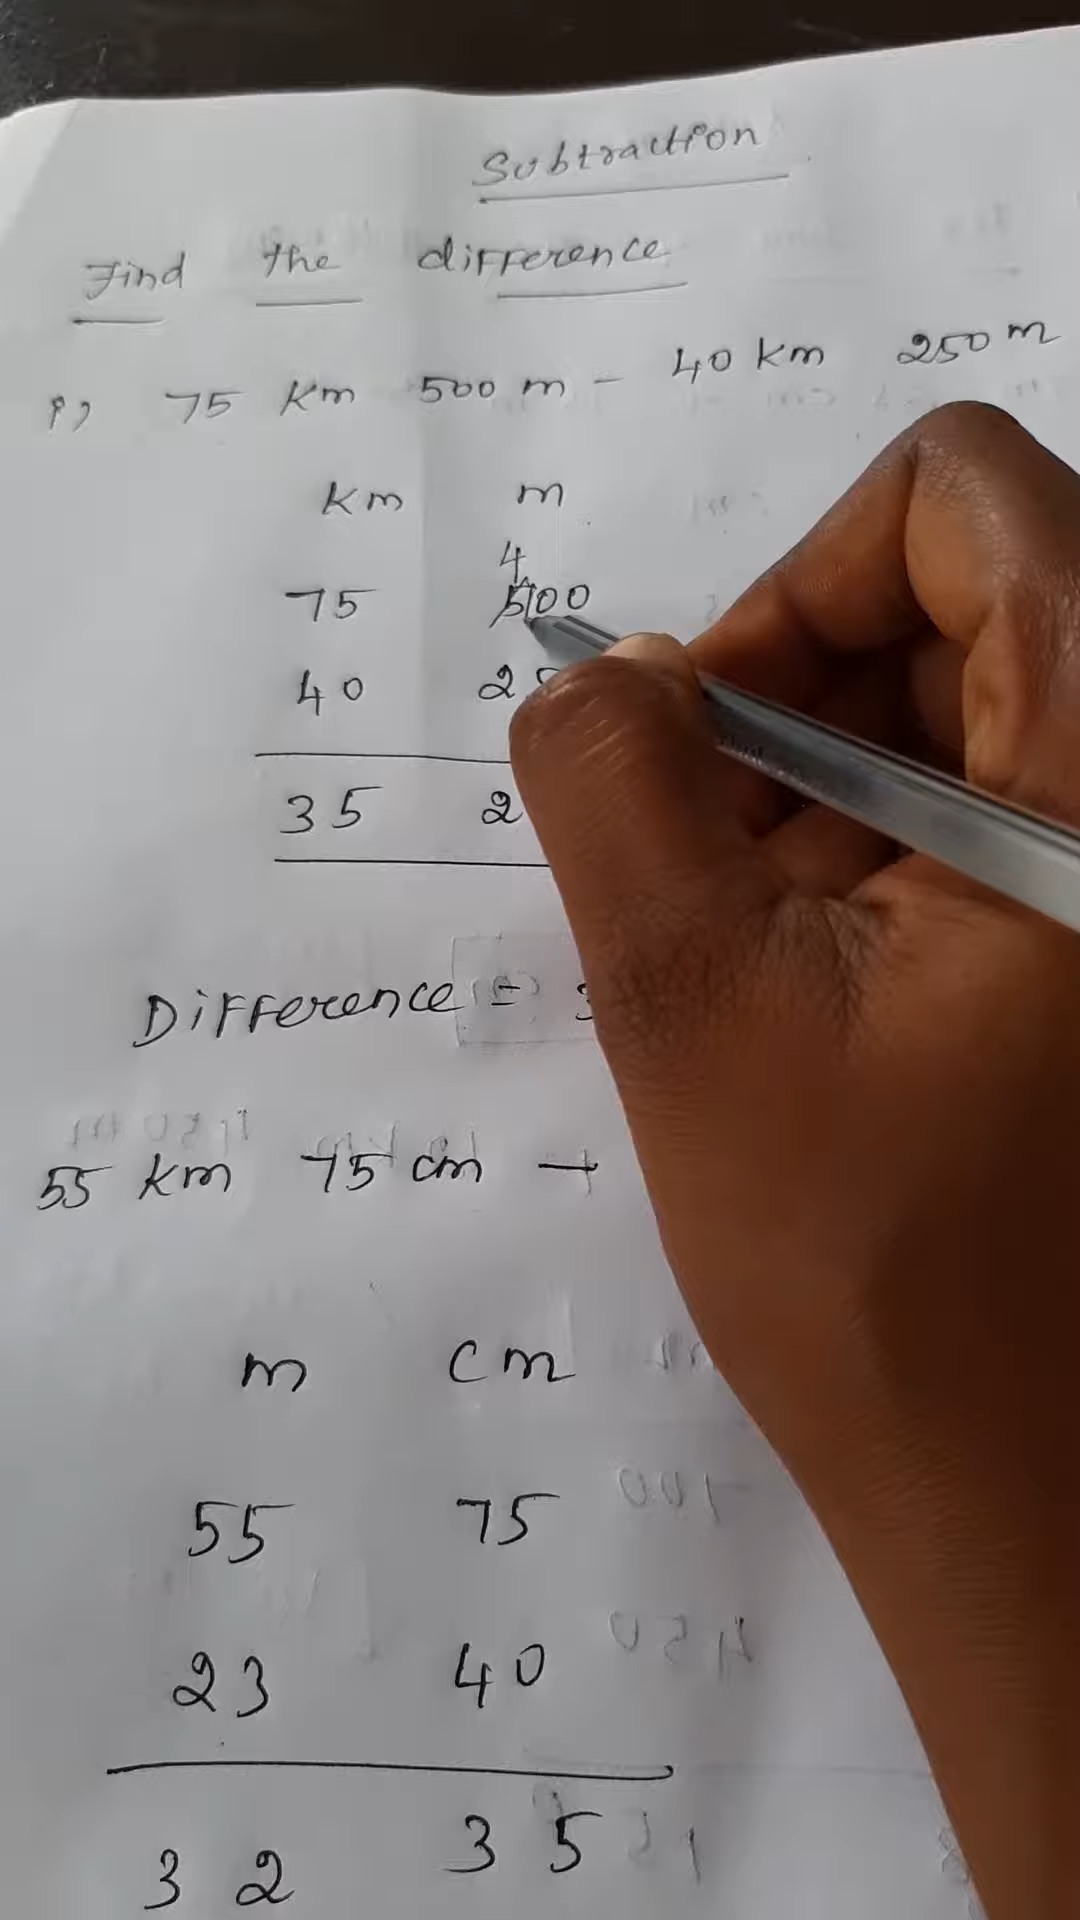 Subtraction
Find the difference
i) 75 Km 500 m - 40 Km 250 m
Km m
4
75 500
40 2
35 2
Difference =
55 Km 75 cm -
m cm
55 75
23 40
32 35